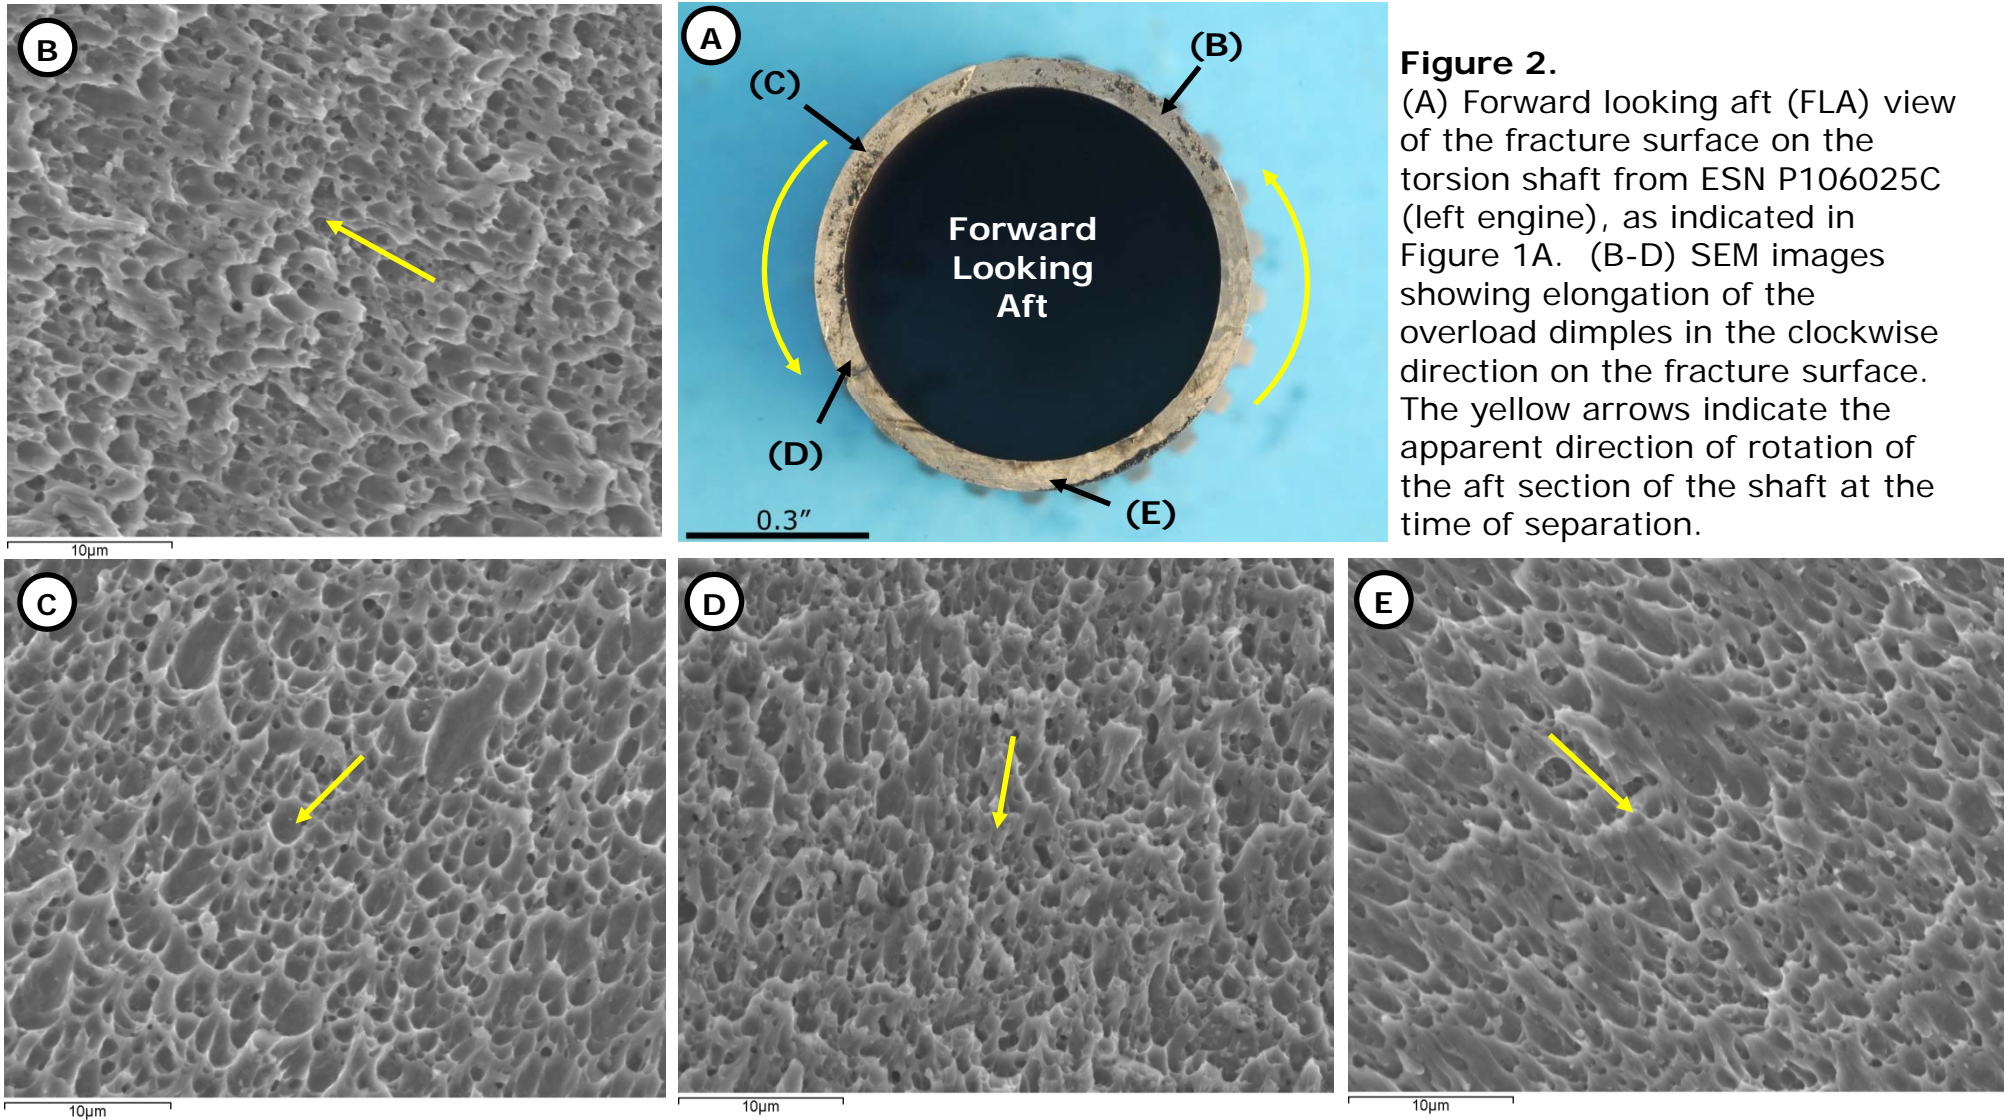 B
10µm
A
(B)
(C)
Forward
Looking
Aft
(D)
(E)
0.3″
Figure 2.
(A) Forward looking aft (FLA) view
of the fracture surface on the
torsion shaft from ESN P106025C
(left engine), as indicated in
Figure 1A.  (B-D) SEM images
showing elongation of the
overload dimples in the clockwise
direction on the fracture surface.
The yellow arrows indicate the
apparent direction of rotation of
the aft section of the shaft at the
time of separation.
C
10µm
D
10µm
E
10µm